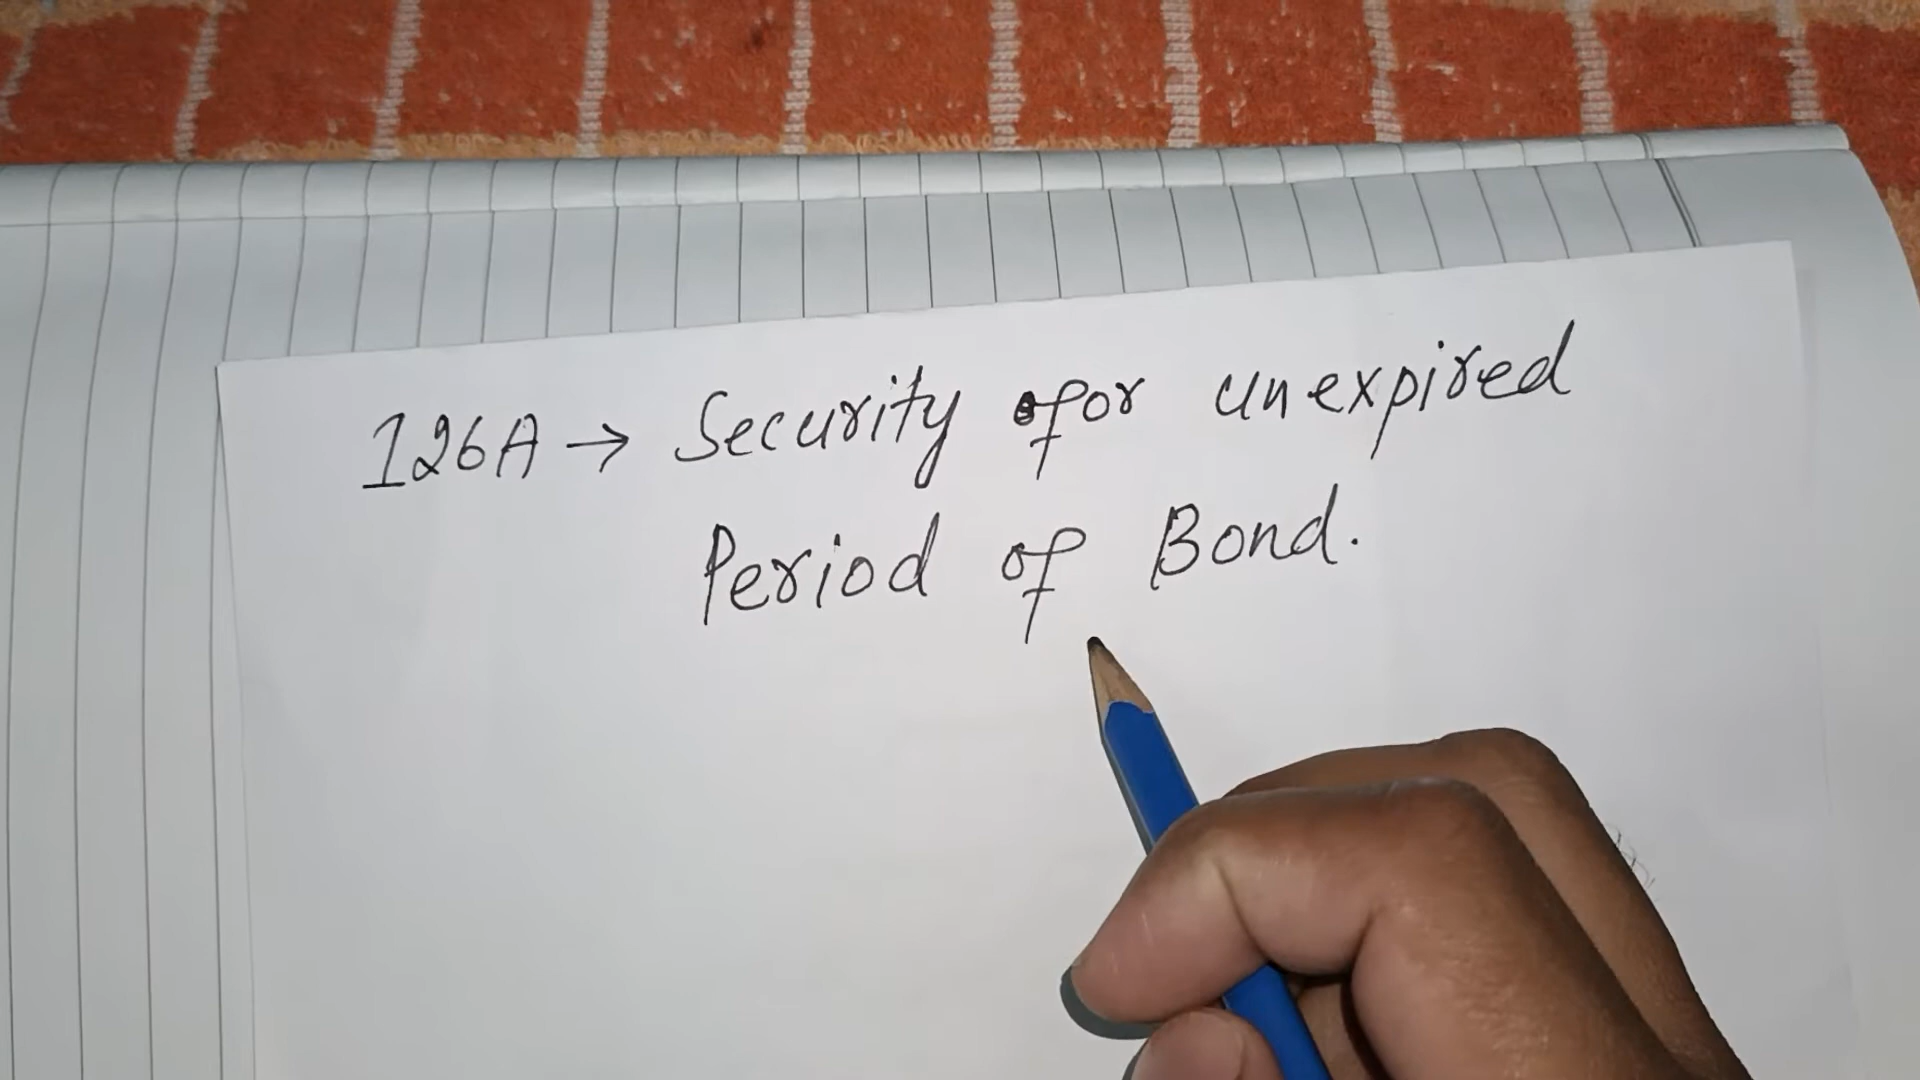 126A → Security for unexpired
Period of Bond.